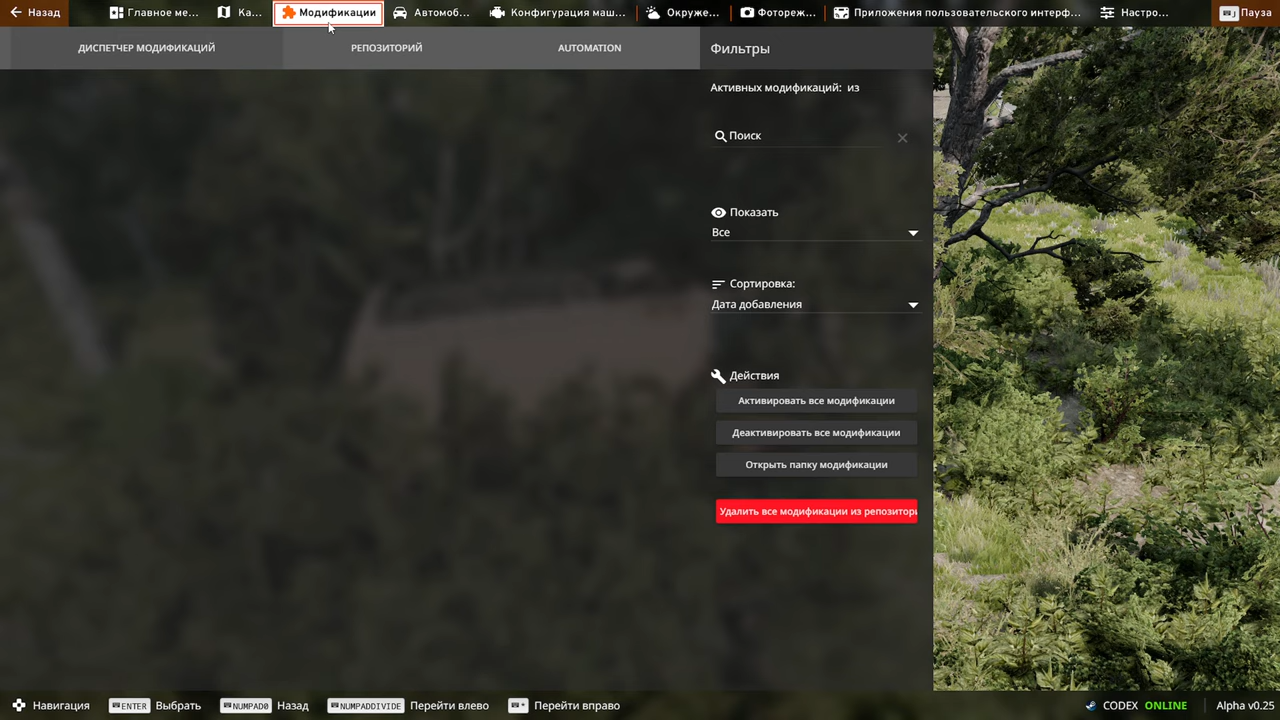 Назад
Главное ме...
Ка...
Модификации
Автомоб...
Конфигурация маш...
Окруже...
Фотореж...
Приложения пользовательского интерф...
Настро...
Пауза
ДИСПЕТЧЕР МОДИФИКАЦИЙ
РЕПОЗИТОРИЙ
AUTOMATION
Фильтры
Активных модификаций: из
Поиск
Показать
Все
Сортировка:
Дата добавления
Действия
Активировать все модификации
Деактивировать все модификации
Открыть папку модификации
Удалить все модификации из репозитори
Навигация
ENTER Выбрать
NUMPAD0 Назад
NUMPADDIVIDE Перейти влево
* Перейти вправо
CODEX ONLINE
Alpha v0.25